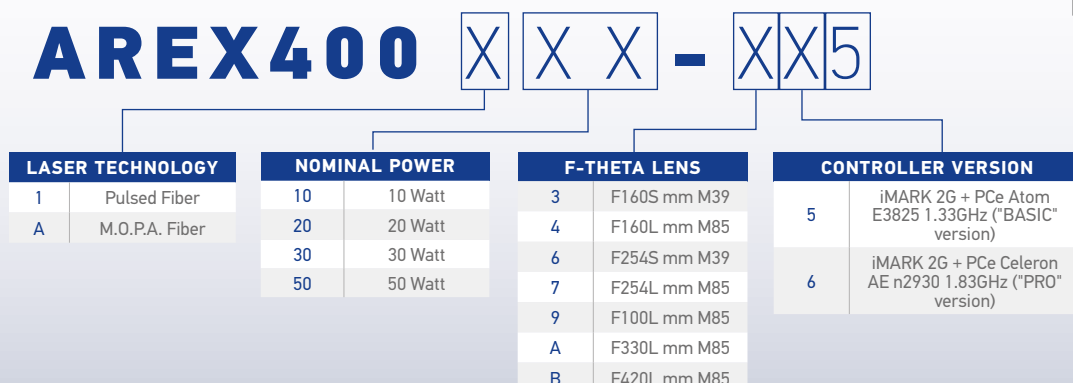 AREX400 X X X - X X 5
LASER TECHNOLOGY
1 Pulsed Fiber
A M.O.P.A. Fiber
NOMINAL POWER
10 10 Watt
20 20 Watt
30 30 Watt
50 50 Watt
F-THETA LENS
3 F160S mm M39
4 F160L mm M85
6 F254S mm M39
7 F254L mm M85
9 F100L mm M85
A F330L mm M85
B F420L mm M85
CONTROLLER VERSION
5 iMARK 2G + PCe Atom
E3825 1.33GHz ("BASIC"
version)
6 iMARK 2G + PCe Celeron
AE n2930 1.83GHz ("PRO"
version)